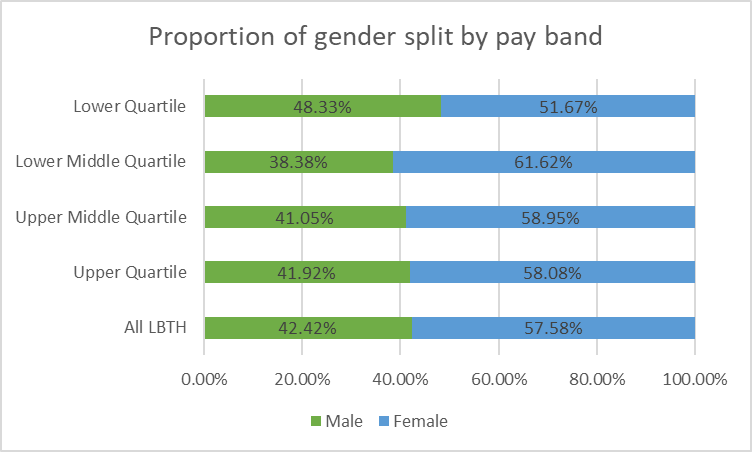 Proportion of gender split by pay band
Lower Quartile 48.33% 51.67%
Lower Middle Quartile 38.38% 61.62%
Upper Middle Quartile 41.05% 58.95%
Upper Quartile 41.92% 58.08%
All LBTH 42.42% 57.58%
0.00% 20.00% 40.00% 60.00% 80.00% 100.00%
Male Female